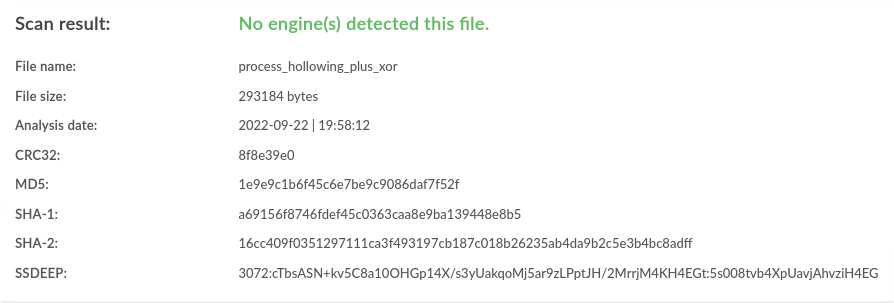 Scan result: No engine(s) detected this file.
File name: process_hollowing_plus_xor
File size: 293184 bytes
Analysis date: 2022-09-22 | 19:58:12
CRC32: 8f8e39e0
MD5: 1e9e9c1b6f45c6e7be9c9086daf7f52f
SHA-1: a69156f8746fdef45c0363caa8e9ba139448e8b5
SHA-2: 16cc409f0351297111ca3f493197cb187c018b26235ab4da9b2c5e3b4bc8adff
SSDEEP: 3072:cTbsASN+kv5C8a10OHGp14X/s3yUakqoMj5ar9zLPptJH/2MrrjM4KH4EGt:5s008tvb4XpUavjAhvziH4EG